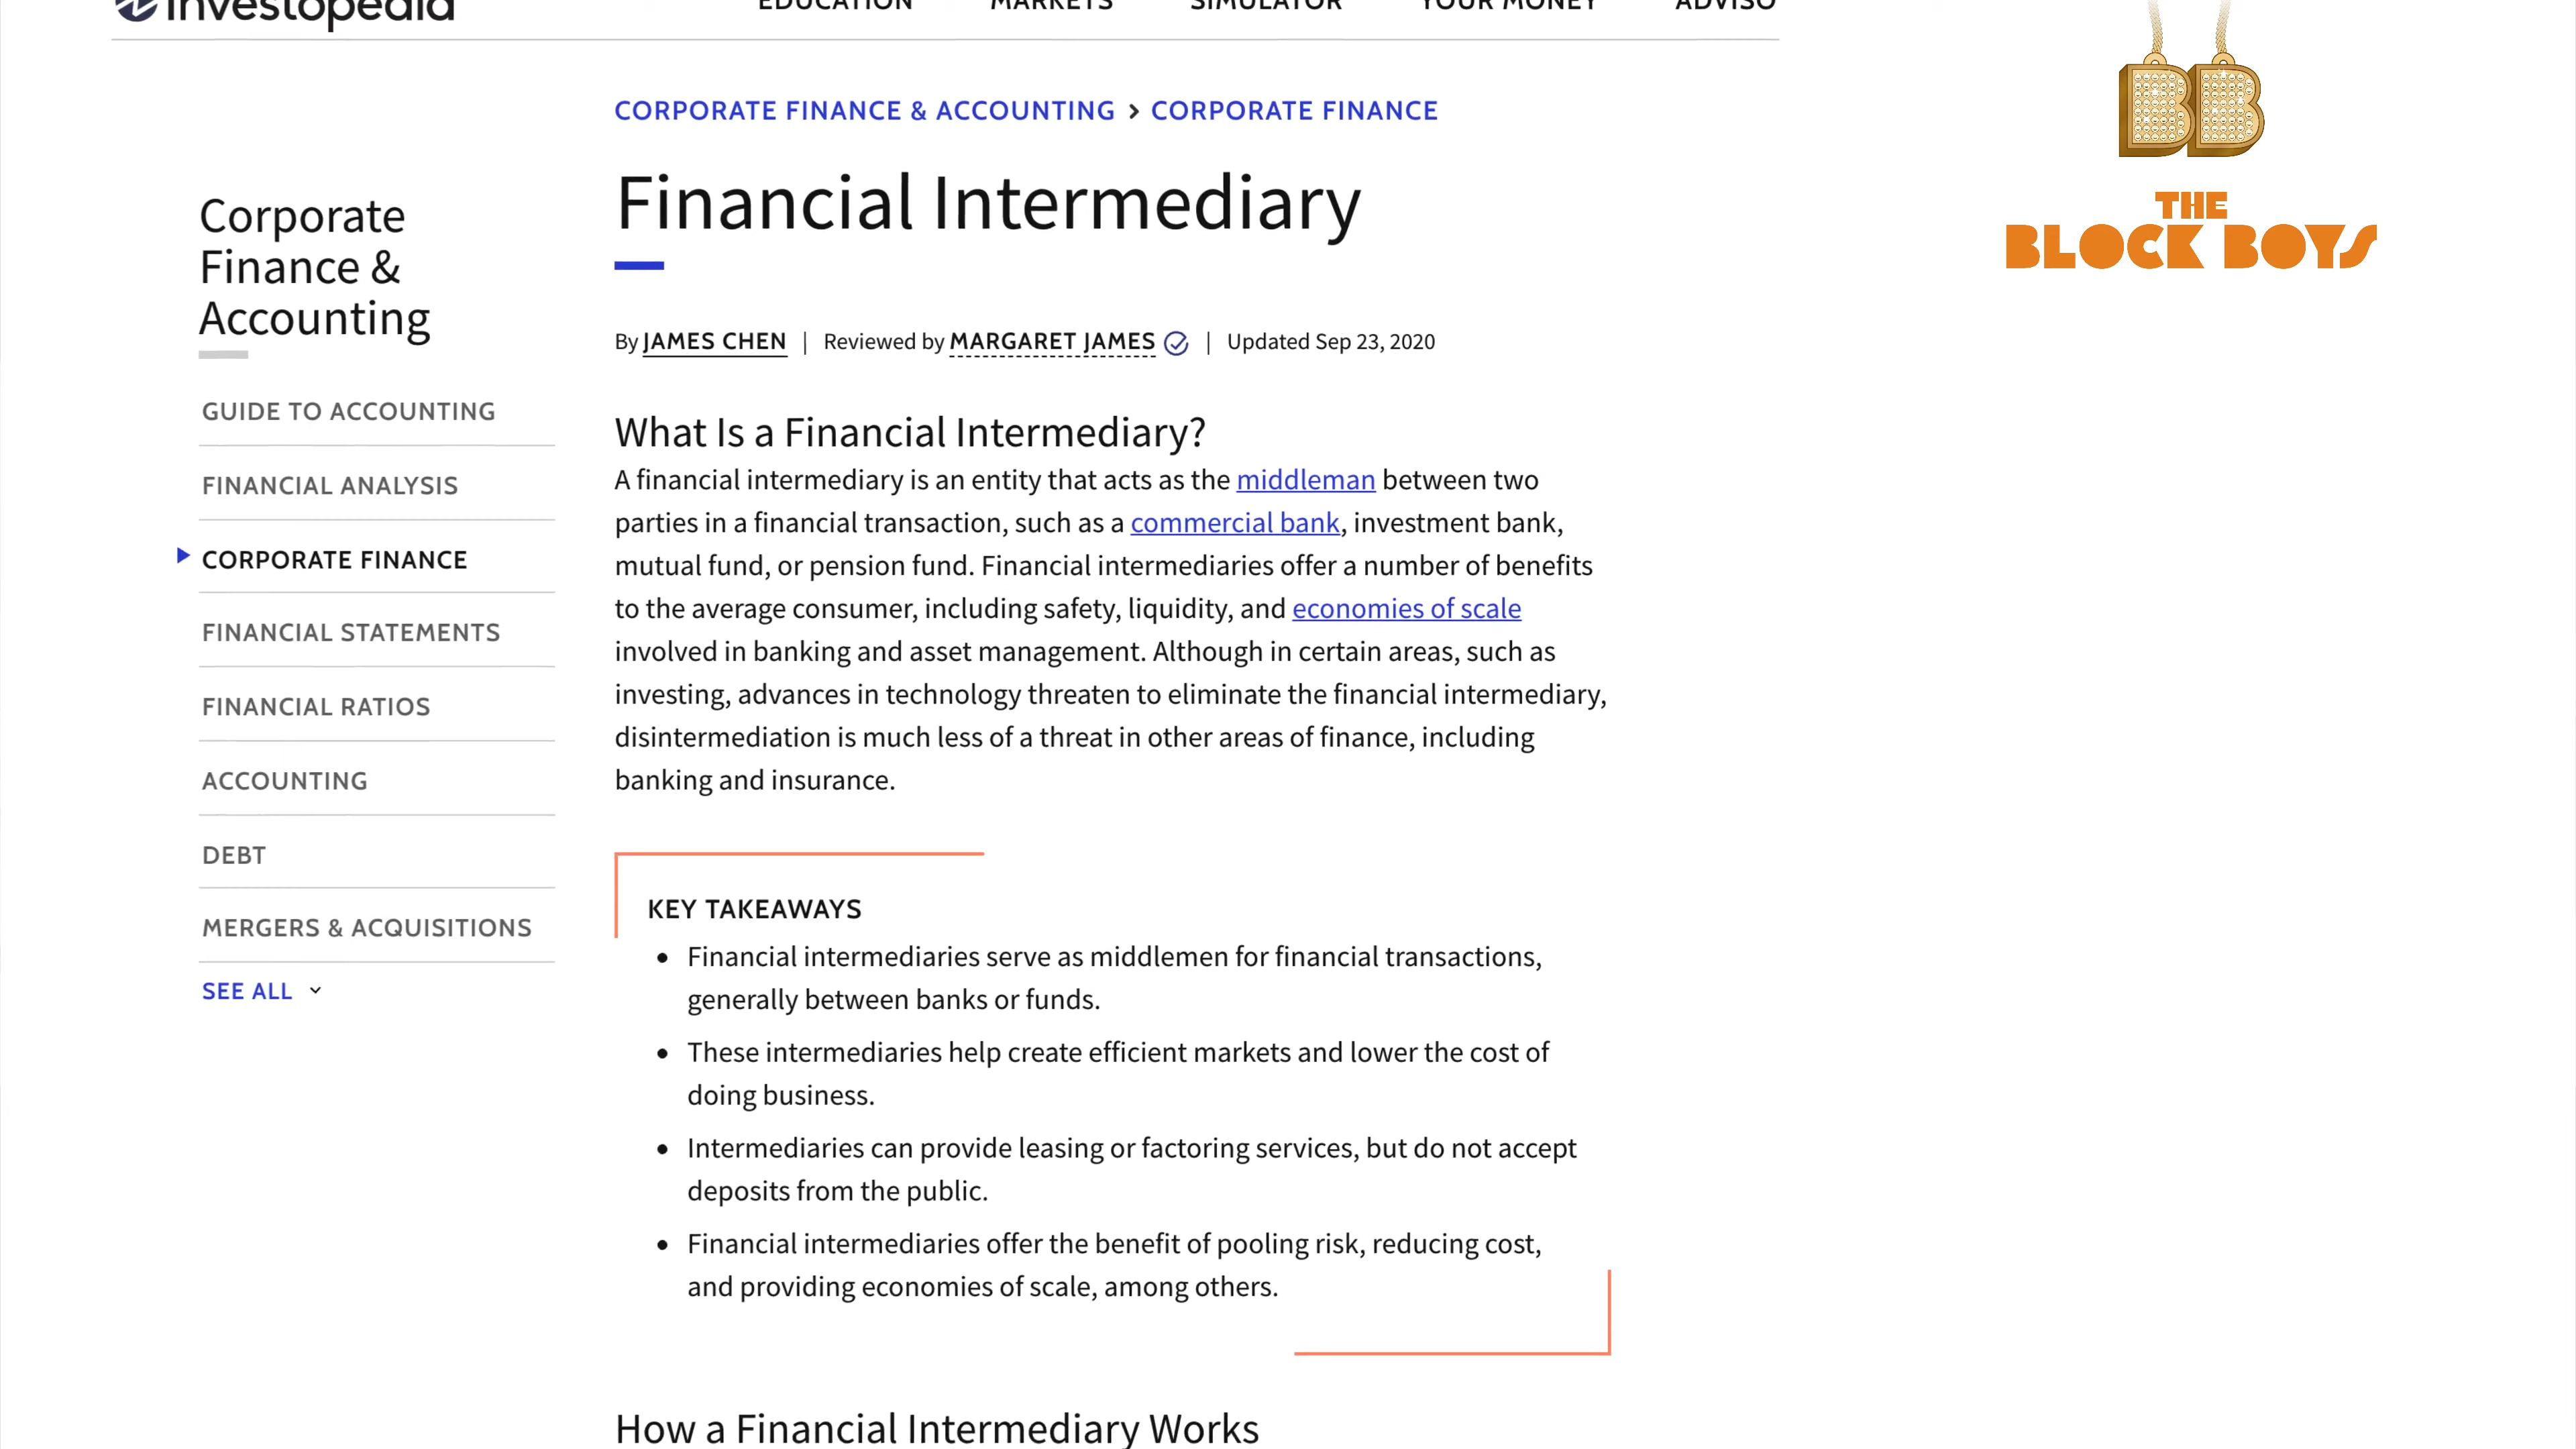 Investopedia
EDUCATION
MARKETS
SIMULATOR
YOUR MONEY
BB
THE
BLOCK BOYS
CORPORATE FINANCE & ACCOUNTING > CORPORATE FINANCE
Financial Intermediary
By JAMES CHEN | Reviewed by MARGARET JAMES | Updated Sep 23, 2020
Corporate
Finance &
Accounting
GUIDE TO ACCOUNTING
FINANCIAL ANALYSIS
CORPORATE FINANCE
FINANCIAL STATEMENTS
FINANCIAL RATIOS
ACCOUNTING
DEBT
MERGERS & ACQUISITIONS
SEE ALL
What Is a Financial Intermediary?
A financial intermediary is an entity that acts as the middleman between two
parties in a financial transaction, such as a commercial bank, investment bank,
mutual fund, or pension fund. Financial intermediaries offer a number of benefits
to the average consumer, including safety, liquidity, and economies of scale
involved in banking and asset management. Although in certain areas, such as
investing, advances in technology threaten to eliminate the financial intermediary,
disintermediation is much less of a threat in other areas of finance, including
banking and insurance.
KEY TAKEAWAYS
• Financial intermediaries serve as middlemen for financial transactions,
generally between banks or funds.
• These intermediaries help create efficient markets and lower the cost of
doing business.
• Intermediaries can provide leasing or factoring services, but do not accept
deposits from the public.
• Financial intermediaries offer the benefit of pooling risk, reducing cost,
and providing economies of scale, among others.
How a Financial Intermediary Works